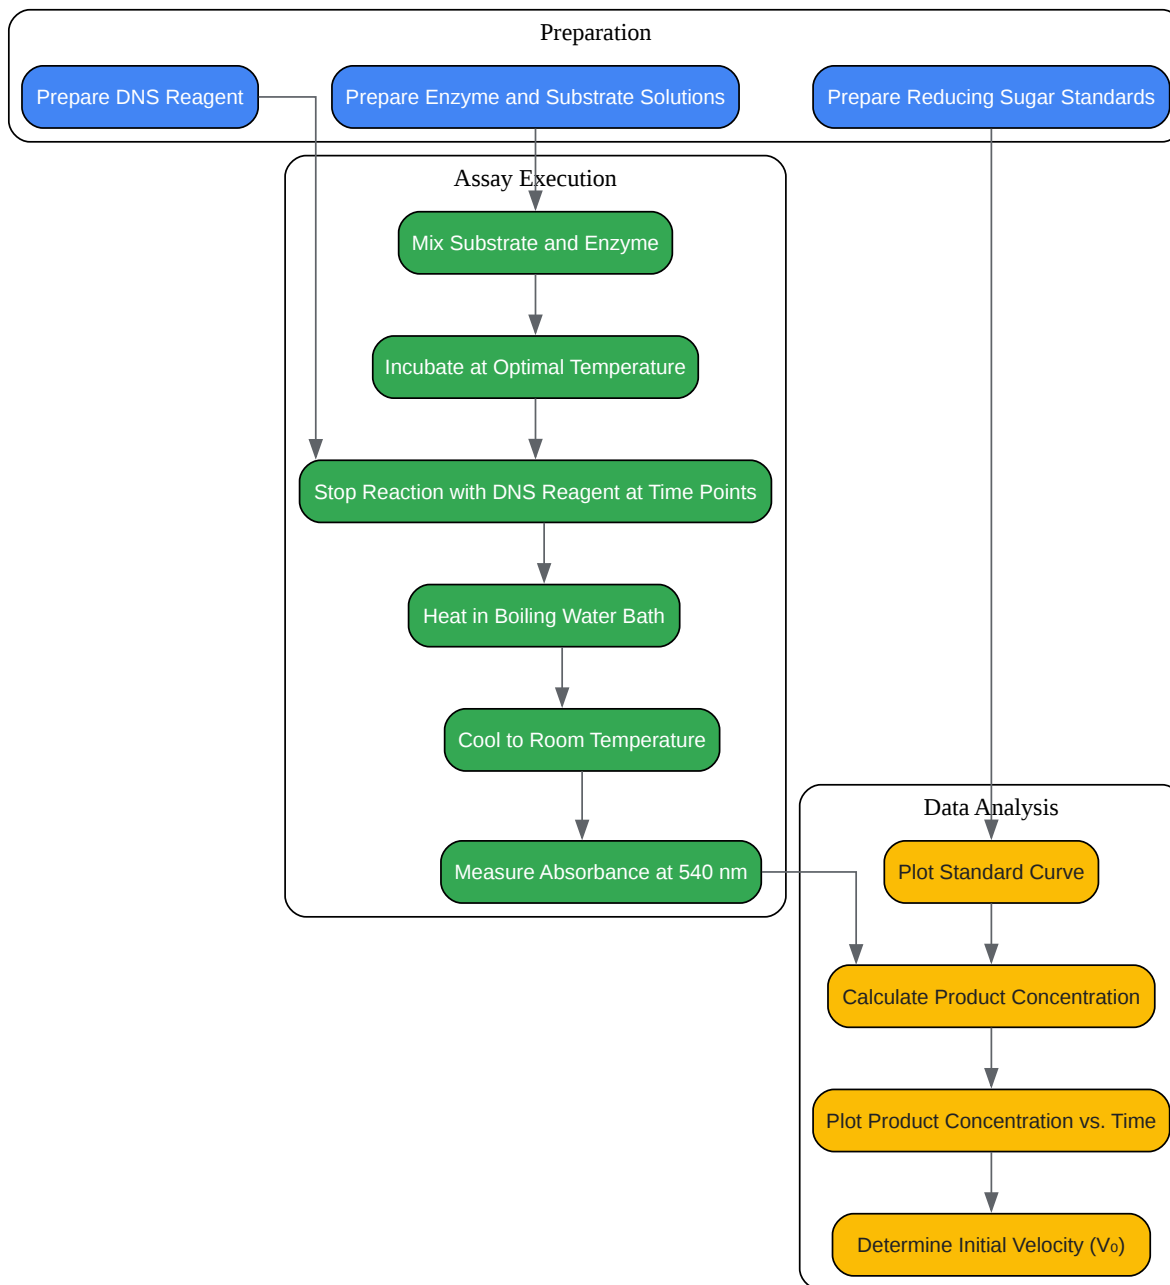 Preparation
Prepare DNS Reagent
Prepare Enzyme and Substrate Solutions
Prepare Reducing Sugar Standards
Assay Execution
Mix Substrate and Enzyme
Incubate at Optimal Temperature
Stop Reaction with DNS Reagent at Time Points
Heat in Boiling Water Bath
Cool to Room Temperature
Measure Absorbance at 540 nm
Data Analysis
Plot Standard Curve
Calculate Product Concentration
Plot Product Concentration vs. Time
Determine Initial Velocity (V₀)